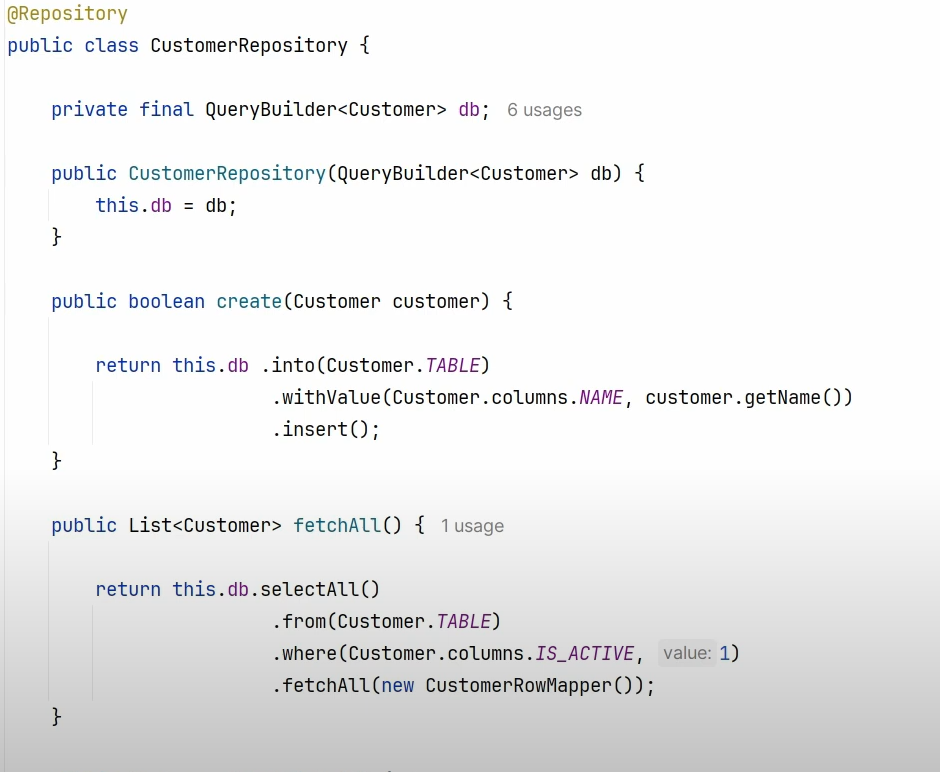 @Repository
public class CustomerRepository {
private final QueryBuilder<Customer> db; 6 usages
public CustomerRepository(QueryBuilder<Customer> db) {
this.db = db;
}
public boolean create(Customer customer) {
return this.db .into(Customer.TABLE)
.withValue(Customer.columns.NAME, customer.getName())
.insert();
}
public List<Customer> fetchAll() { 1 usage
return this.db.selectAll()
.from(Customer.TABLE)
.where(Customer.columns.IS_ACTIVE, value: 1)
.fetchAll(new CustomerRowMapper());
}